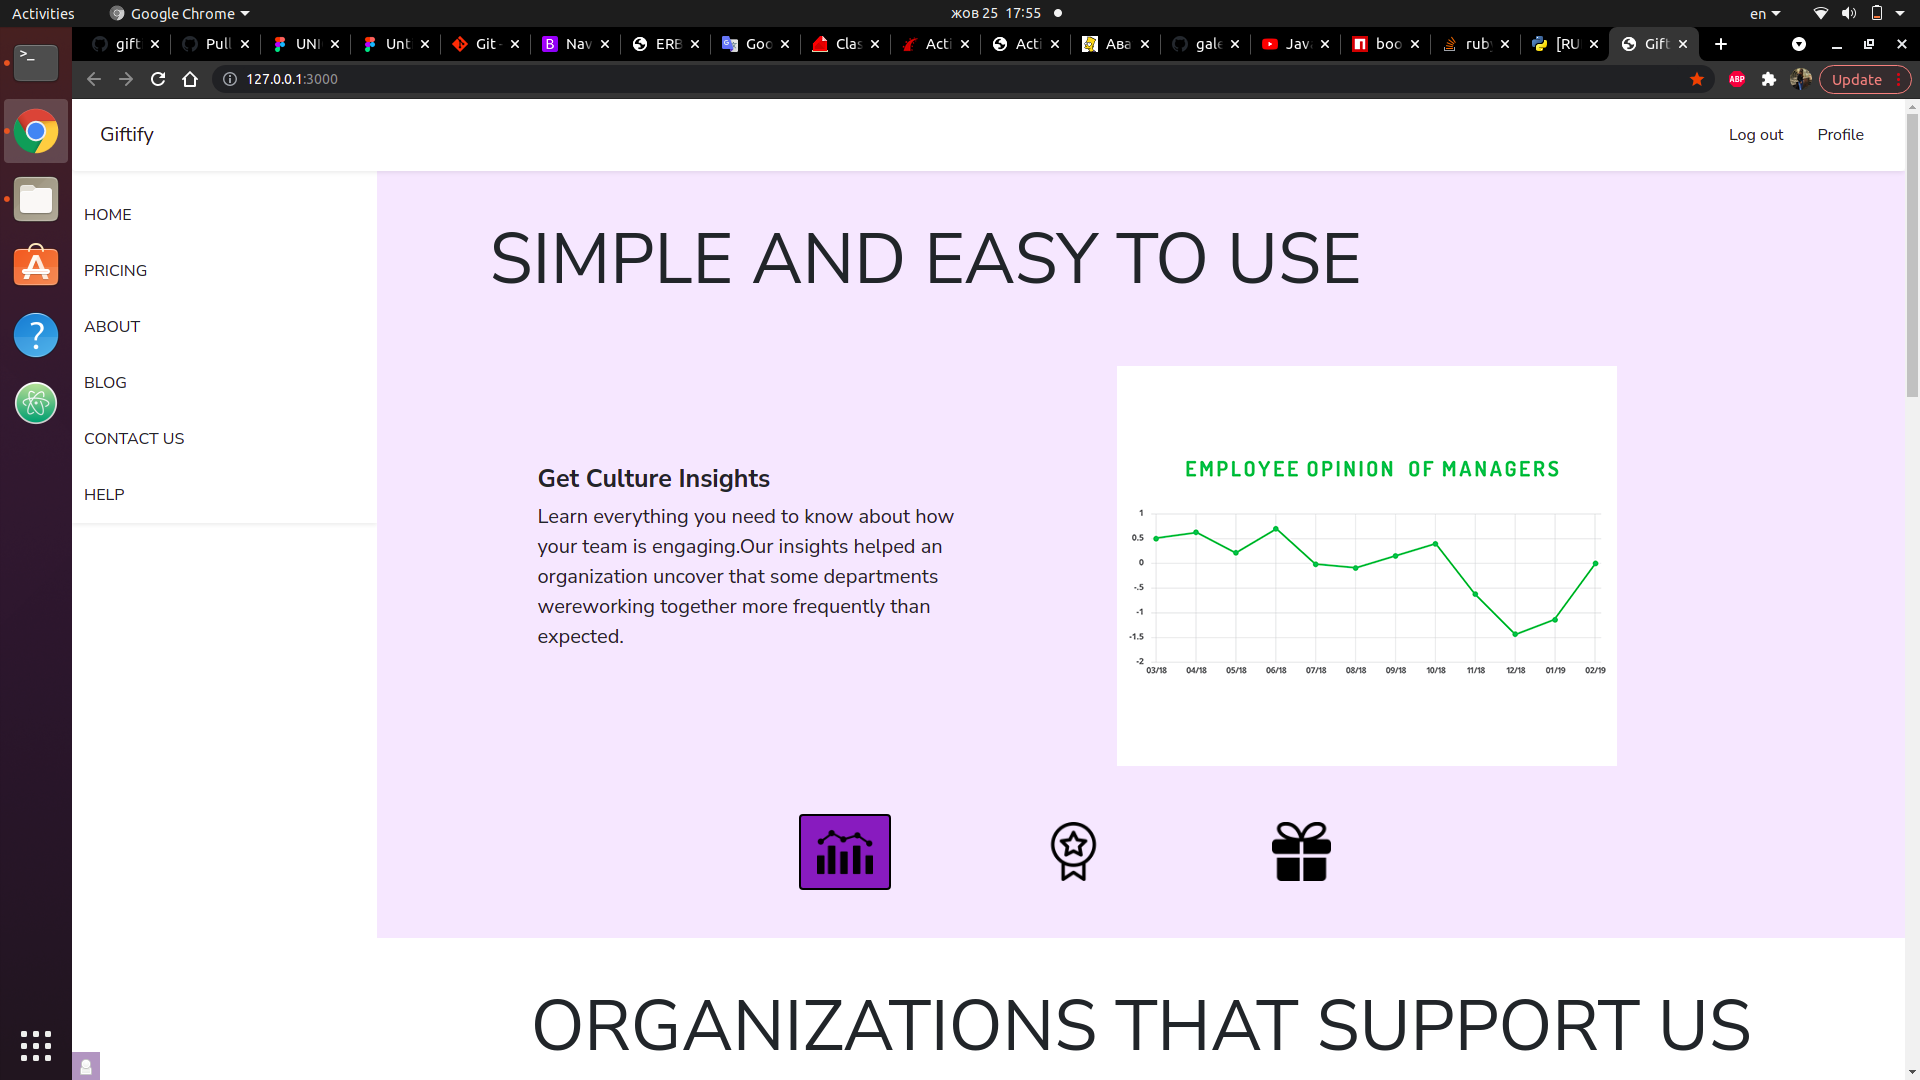 Activities
Google Chrome
жов 25 17:55
en
gift
Pull
UNI
Unt
Git -
Nav
ERB
Goo
Clas
Acti
Acti
Ава
gale
Java
boo
ruby
[RU
Gift
127.0.0.1:3000
ABP
Update
Giftify
Log out
Profile
HOME
PRICING
ABOUT
BLOG
CONTACT US
HELP
SIMPLE AND EASY TO USE
Get Culture Insights
Learn everything you need to know about how
your team is engaging.Our insights helped an
organization uncover that some departments
wereworking together more frequently than
expected.
EMPLOYEE OPINION OF MANAGERS
1
0.5
0
-.5
-1
-1.5
-2
03/18 04/18 05/18 06/18 07/18 08/18 09/18 10/18 11/18 12/18 01/19 02/19
ORGANIZATIONS THAT SUPPORT US